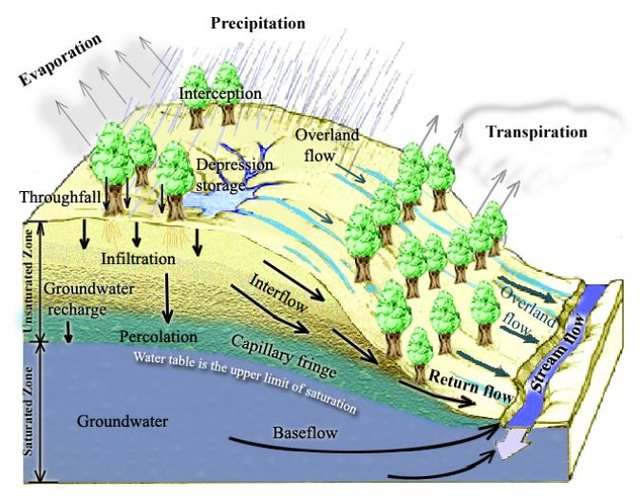 Precipitation
Evaporation
Interception
Overland
flow
Transpiration
Depression
storage
Throughfall
Unsaturated Zone
Infiltration
Groundwater
recharge
Interflow
Overland
flow
Percolation
Capillary fringe
Water table is the upper limit of saturation
Return flow
Stream flow
Saturated Zone
Groundwater
Baseflow